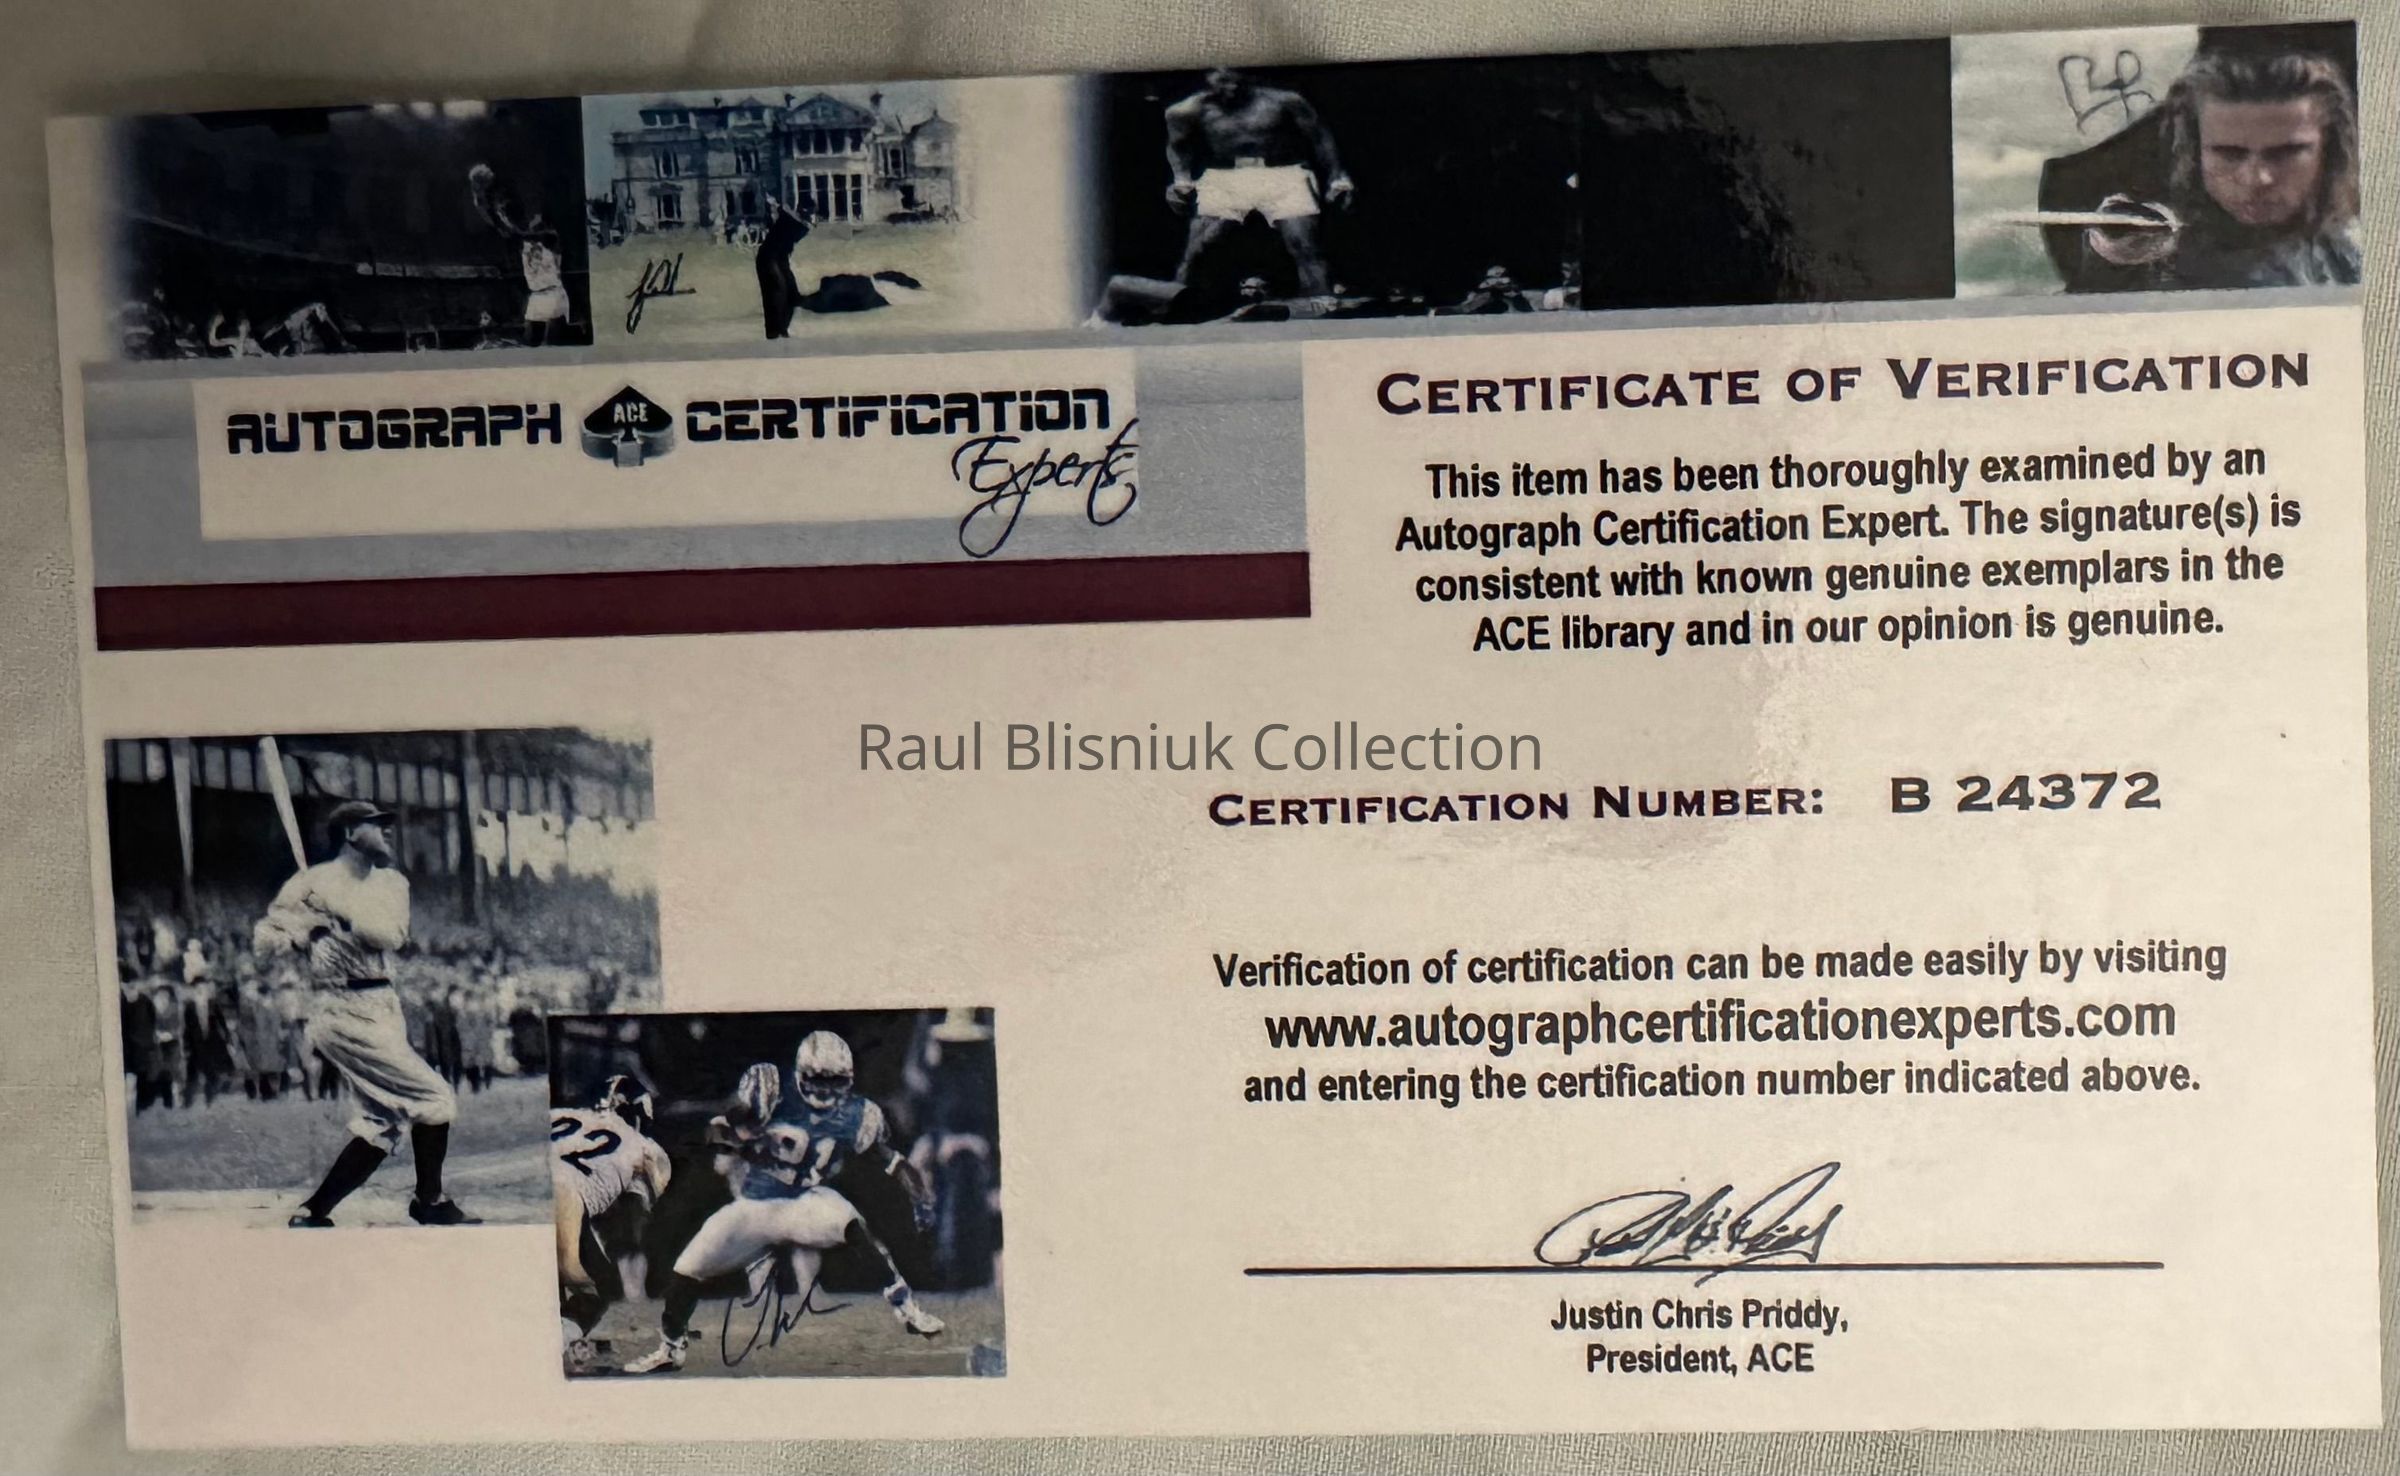 AUTOGRAPH ACE CERTIFICATION
Experts
CERTIFICATE OF VERIFICATION
This item has been thoroughly examined by an
Autograph Certification Expert. The signature(s) is
consistent with known genuine exemplars in the
ACE library and in our opinion is genuine.
Raul Blisniuk Collection
CERTIFICATION NUMBER: B 24372
Verification of certification can be made easily by visiting
www.autographcertificationexperts.com
and entering the certification number indicated above.
22
Justin Chris Priddy,
President, ACE